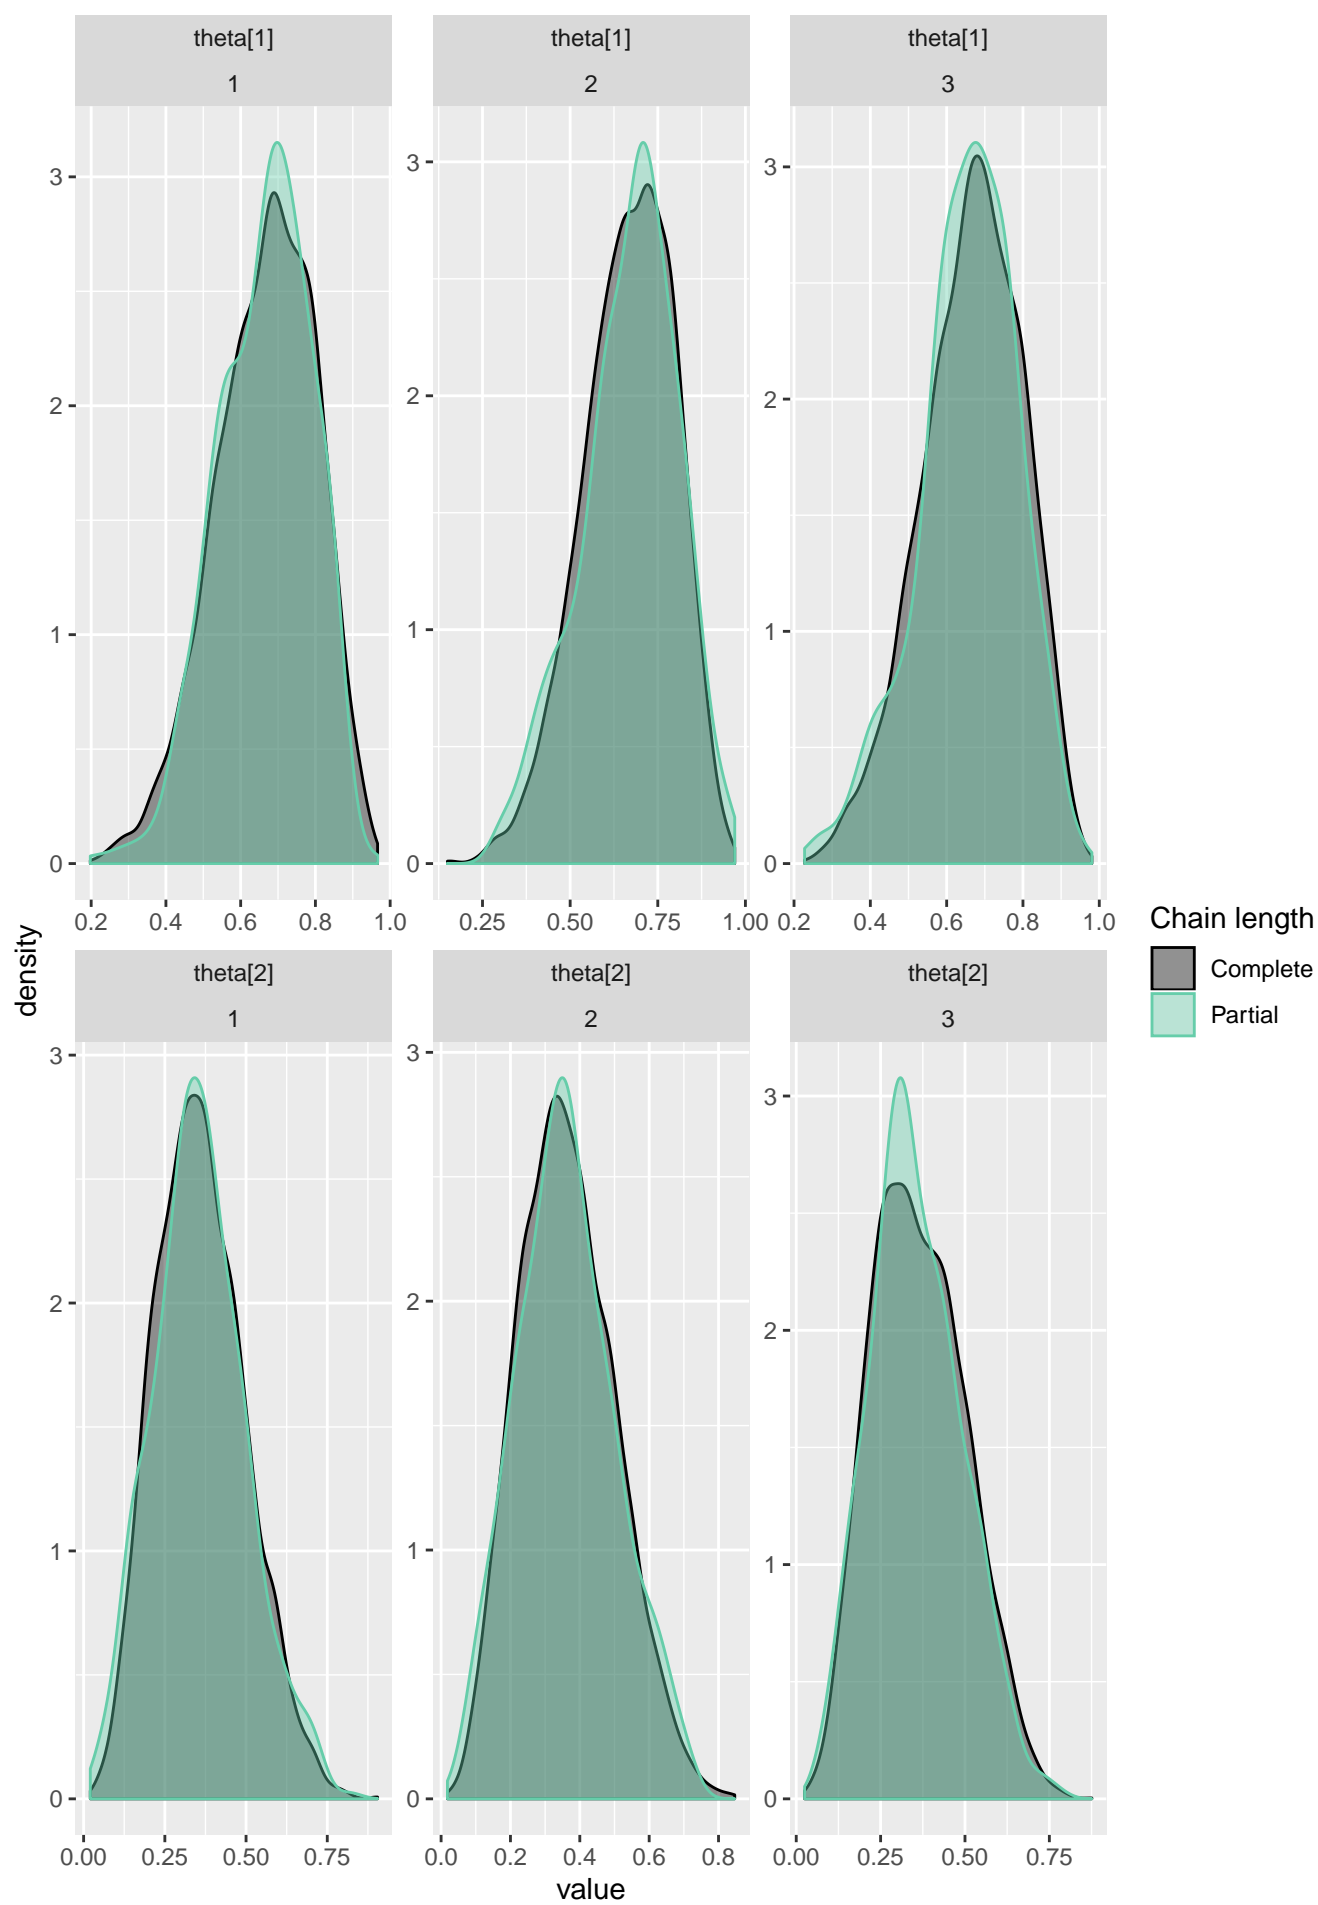 theta[1] theta[1] theta[1]
1 2 3
3 3 3
2 2 2
1 1 1
0 0 0
0.2 0.4 0.6 0.8 1.0 0.25 0.50 0.75 1.00 0.2 0.4 0.6 0.8 1.0
density
Chain length
Complete
Partial
theta[2] theta[2] theta[2]
1 2 3
3 3 3
2 2 2
1 1 1
0 0 0
0.00 0.25 0.50 0.75 0.0 0.2 0.4 0.6 0.8 0.00 0.25 0.50 0.75
value